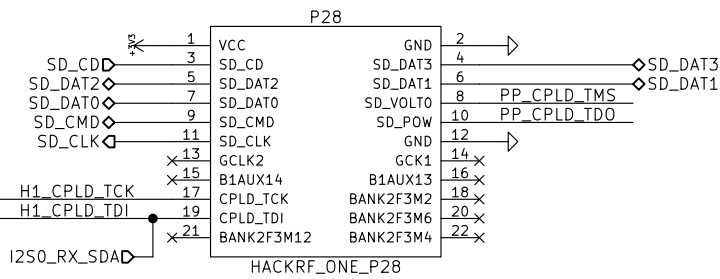 P28
+3V3 1 VCC GND 2
SD_CD 3 SD_CD SD_DAT3 4 SD_DAT3
SD_DAT2 5 SD_DAT2 SD_DAT1 6 SD_DAT1
SD_DAT0 7 SD_DAT0 SD_VOLT0 8 PP_CPLD_TMS
SD_CMD 9 SD_CMD SD_POW 10 PP_CPLD_TDO
SD_CLK 11 SD_CLK GND 12
13 GCLK2 GCK1 14
15 B1AUX14 B1AUX13 16
H1_CPLD_TCK 17 CPLD_TCK BANK2F3M2 18
H1_CPLD_TDI 19 CPLD_TDI BANK2F3M6 20
21 BANK2F3M12 BANK2F3M4 22
I2S0_RX_SDA
HACKRF_ONE_P28